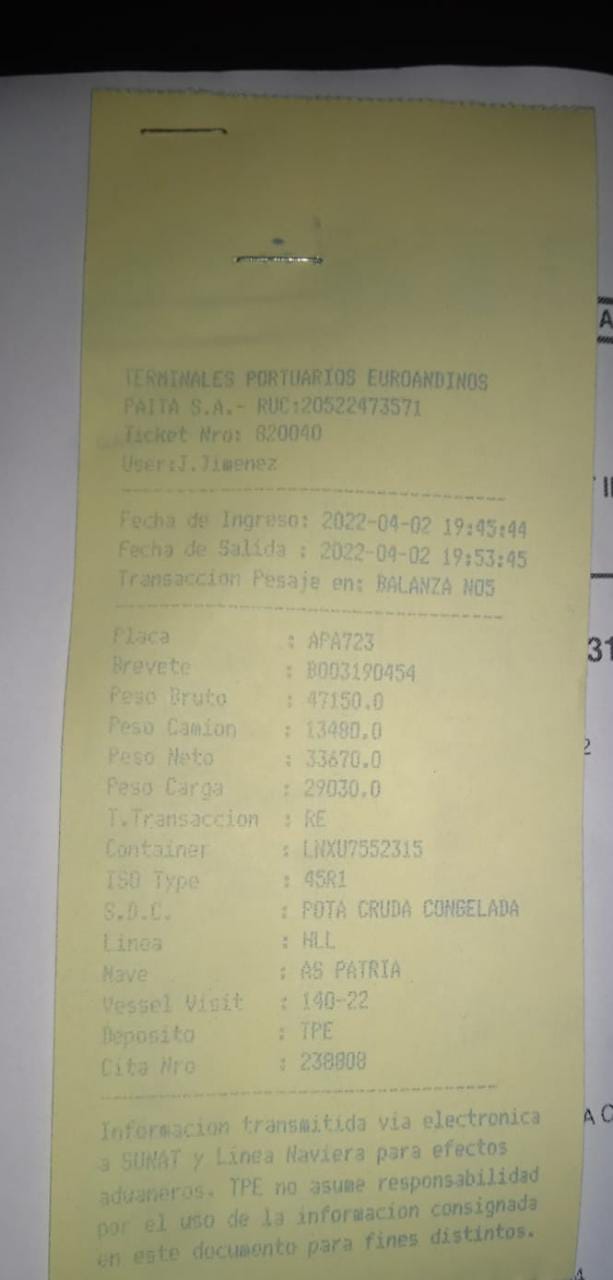 TERMINALES PORTUARIOS EUROANDINOS
PAITA S.A.- RUC:20522473571
Ticket Nro: 820040
User:J.Jimenez
Fecha de Ingreso: 2022-04-02 19:45:44
Fecha de Salida : 2022-04-02 19:53:45
Transaccion Pesaje en: BALANZA NO5
Placa : APA723
Brevete : B003190454
Peso Bruto : 47150.0
Peso Camion : 13480.0
Peso Neto : 33670.0
Peso Carga : 29030.0
T.Transaccion : RE
Container : LNXU7552315
ISO Type : 45R1
S.D.C. : POTA CRUDA CONGELADA
Linea : HLL
Nave : AS PATRIA
Vessel Visit : 140-22
Deposito : TPE
Cita Nro : 238808
Informacion transmitida via electronica
a SUNAT y Linea Naviera para efectos
aduaneros. TPE no asume responsabilidad
por el uso de la informacion consignada
en este documento para fines distintos.
A
31
2
A C